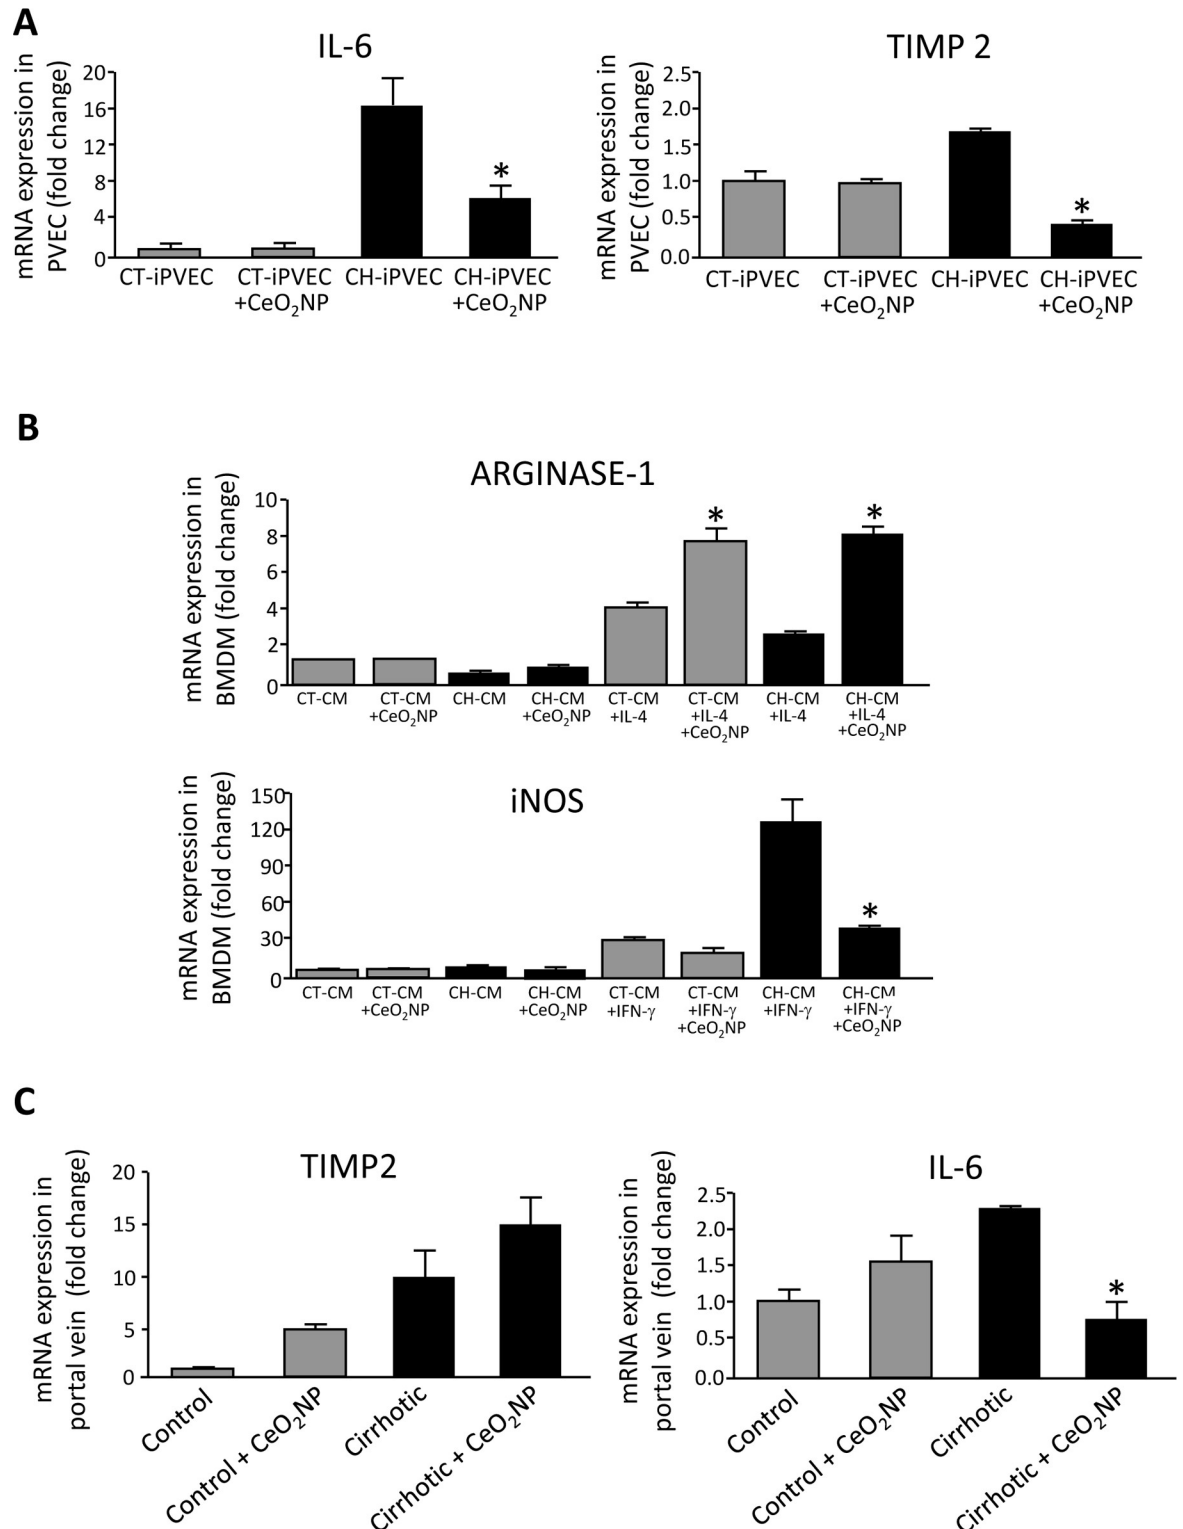 A
IL-6
mRNA expression in
PVEC (fold change)
20
16
12
8
4
0
*
CT-iPVEC
CT-iPVEC
+CeO₂NP
CH-iPVEC
CH-iPVEC
+CeO₂NP
TIMP 2
mRNA expression in
PVEC (fold change)
2.5
2.0
1.5
1.0
0.5
0.0
*
CT-iPVEC
CT-iPVEC
+CeO₂NP
CH-iPVEC
CH-iPVEC
+CeO₂NP
B
ARGINASE-1
mRNA expression in
BMDM (fold change)
10
8
6
4
2
0
*
*
CT-CM
CT-CM
+CeO₂NP
CH-CM
CH-CM
+CeO₂NP
CT-CM
+IL-4
CT-CM
+IL-4
+CeO₂NP
CH-CM
+IL-4
CH-CM
+IL-4
+CeO₂NP
iNOS
mRNA expression in
BMDM (fold change)
150
120
90
60
30
0
*
CT-CM
CT-CM
+CeO₂NP
CH-CM
CH-CM
+CeO₂NP
CT-CM
+IFN-γ
CT-CM
+IFN-γ
+CeO₂NP
CH-CM
+IFN-γ
CH-CM
+IFN-γ
+CeO₂NP
C
TIMP2
mRNA expression in
portal vein (fold change)
20
15
10
5
0
Control
Control + CeO₂NP
Cirrhotic
Cirrhotic + CeO₂NP
IL-6
mRNA expression in
portal vein (fold change)
2.5
2.0
1.5
1.0
0.5
0.0
*
Control
Control + CeO₂NP
Cirrhotic
Cirrhotic + CeO₂NP